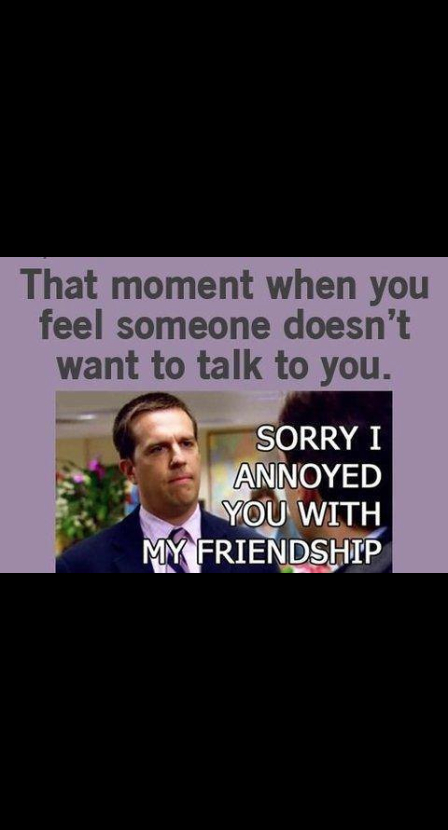 That moment when you
feel someone doesn't
want to talk to you.
SORRY I
ANNOYED
YOU WITH
MY FRIENDSHIP